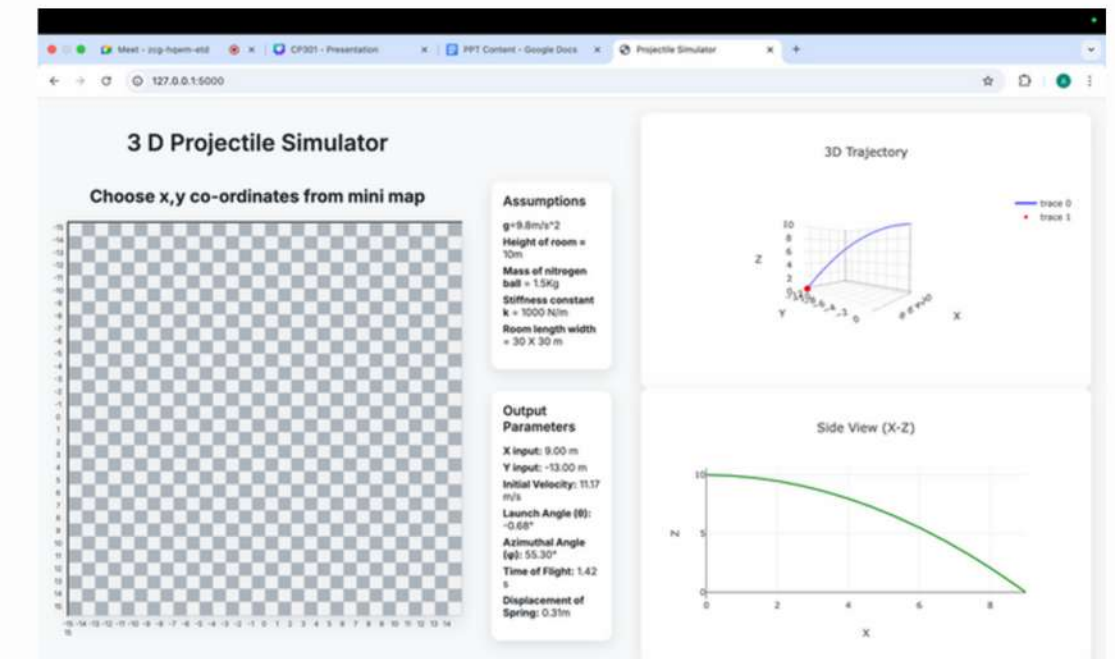 Meet - zcg-hqwm-etd
CP301 - Presentation
PPT Content - Google Docs
Projectile Simulator
127.0.0.1:5000
3 D Projectile Simulator
Choose x,y co-ordinates from mini map
Assumptions
g=9.8m/s^2
Height of room =
10m
Mass of nitrogen
ball = 1.5Kg
Stiffness constant
k = 1000 N/m
Room length width
= 30 X 30 m
Output
Parameters
X input: 9.00 m
Y input: -13.00 m
Initial Velocity: 11.17
m/s
Launch Angle (θ):
-0.68°
Azimuthal Angle
(φ): 55.30°
Time of Flight: 1.42
s
Displacement of
Spring: 0.31m
3D Trajectory
trace 0
trace 1
10
8
6
4
2
0
Z
Y
X
Side View (X-Z)
10
5
0
Z
0 2 4 6 8
X